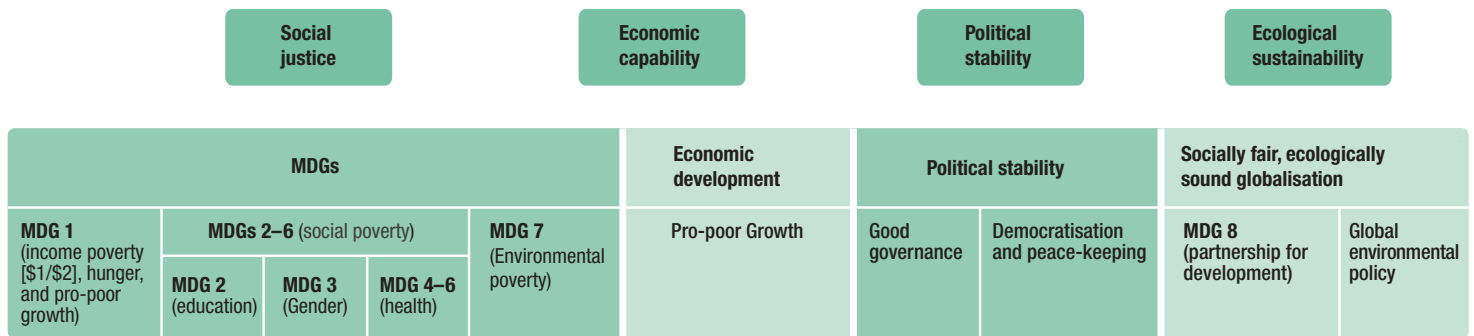 Social
justice
Economic
capability
Political
stability
Ecological
sustainability
MDGs
Economic
development
Political stability
Socially fair, ecologically
sound globalisation
MDG 1
(income poverty
[$1/$2], hunger,
and pro-poor
growth)
MDGs 2–6 (social poverty)
MDG 2
(education)
MDG 3
(Gender)
MDG 4–6
(health)
MDG 7
(Environmental
poverty)
Pro-poor Growth
Good
governance
Democratisation
and peace-keeping
MDG 8
(partnership for
development)
Global
environmental
policy